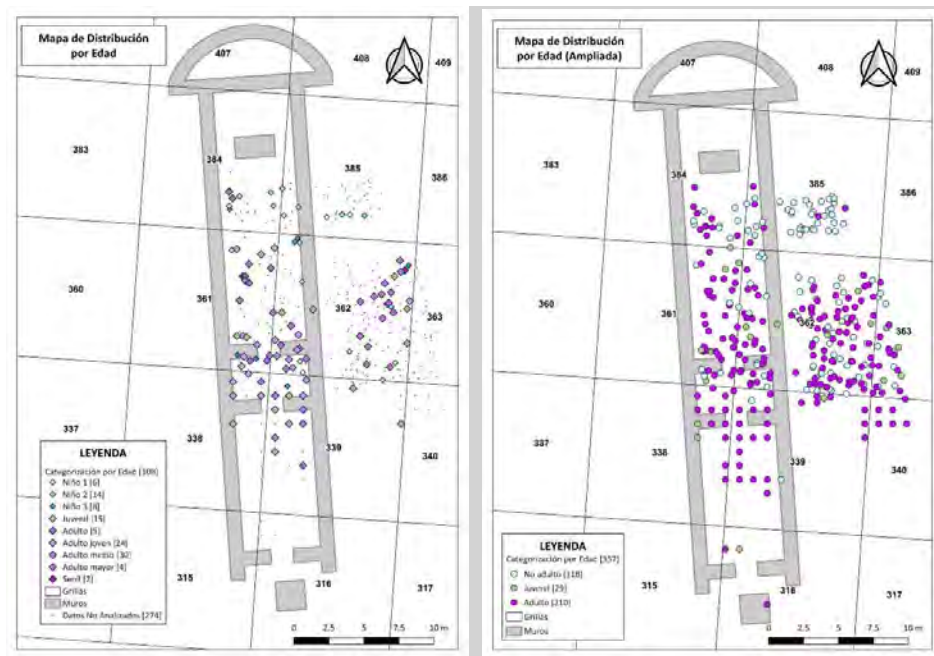 Mapa de Distribución
por Edad
407
408
409
383
384
385
386
360
361
362
363
337
338
339
340
315
316
317
LEYENDA
Categorización por Edad [308]
Niño 1 [6]
Niño 2 [14]
Niño 3 [8]
Juvenil [15]
Adulto [5]
Adulto joven [24]
Adulto medio [30]
Adulto mayor [4]
Senil [2]
Grillas
Muros
Datos No Analizados [274]
0 2.5 5 7.5 10 m
Mapa de Distribución
por Edad (Ampliada)
407
408
409
383
384
385
386
360
361
362
363
337
338
339
340
315
316
317
LEYENDA
Categorización por Edad [357]
No adulto [118]
Juvenil [29]
Adulto [210]
Grillas
Muros
0 2.5 5 7.5 10 m